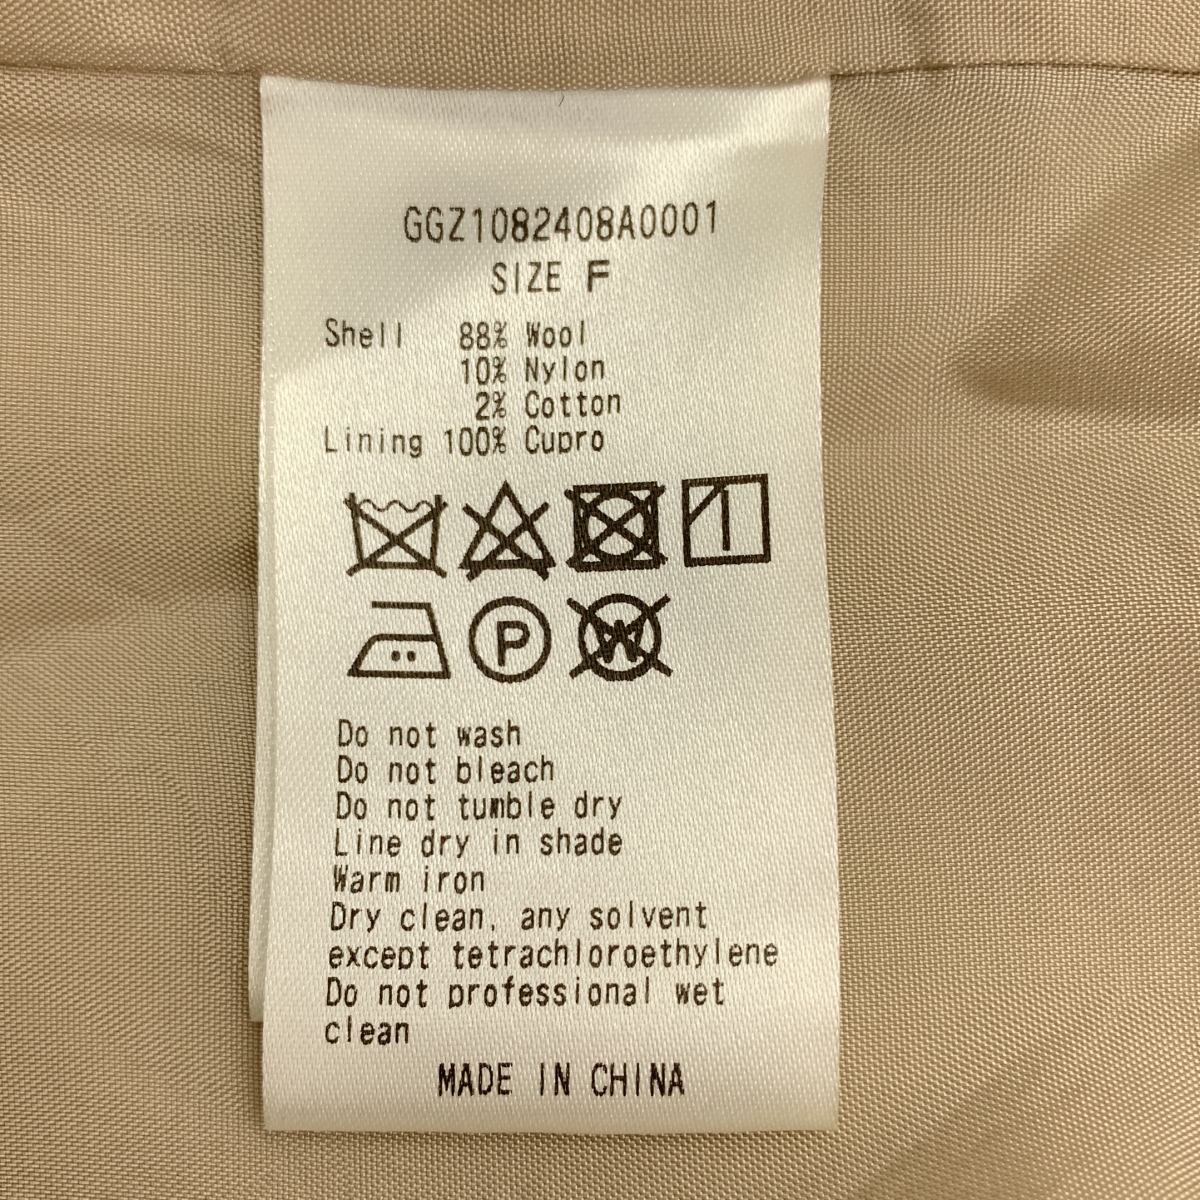 GGZ1082408A0001
SIZE F
Shell 88% Wool
10% Nylon
2% Cotton
Lining 100% Cupro
P W
Do not wash
Do not bleach
Do not tumble dry
Line dry in shade
Warm iron
Dry clean, any solvent
except tetrachloroethylene
Do not professional wet
clean
MADE IN CHINA